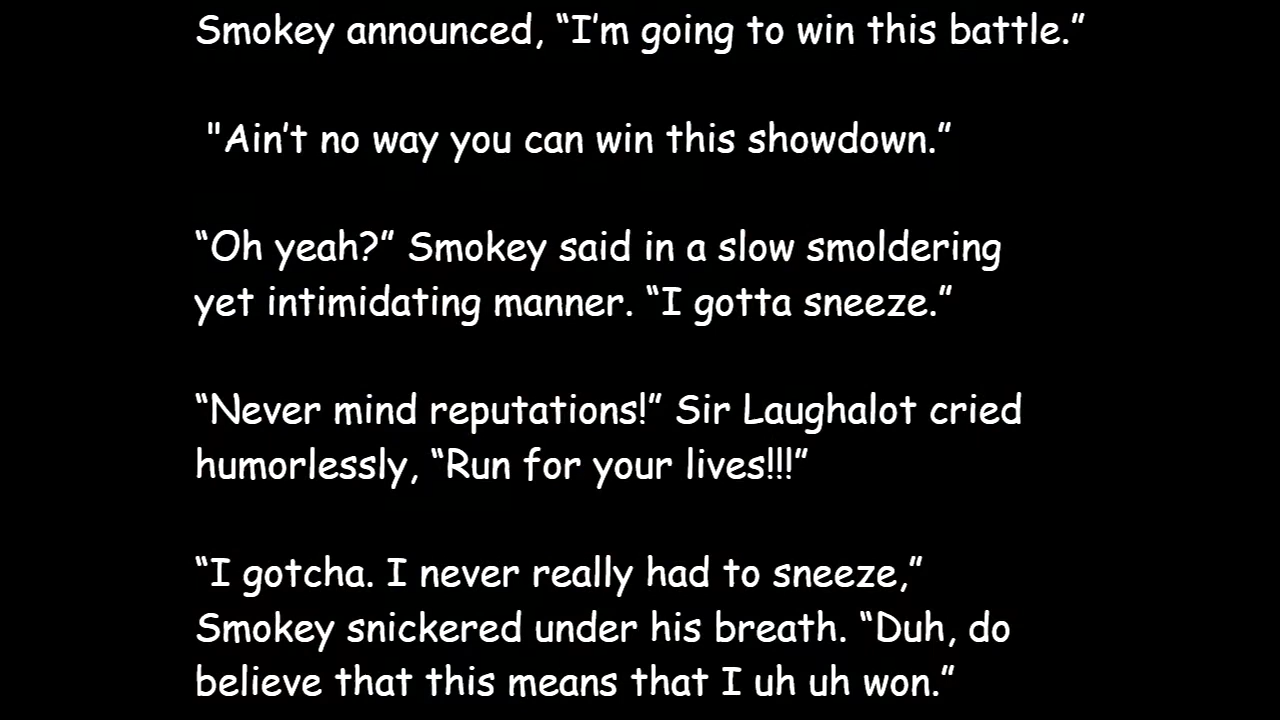 Smokey announced, “I’m going to win this battle.”
"Ain’t no way you can win this showdown.”
“Oh yeah?” Smokey said in a slow smoldering
yet intimidating manner. “I gotta sneeze.”
“Never mind reputations!” Sir Laughalot cried
humorlessly, “Run for your lives!!!”
“I gotcha. I never really had to sneeze,”
Smokey snickered under his breath. “Duh, do
believe that this means that I uh uh won.”